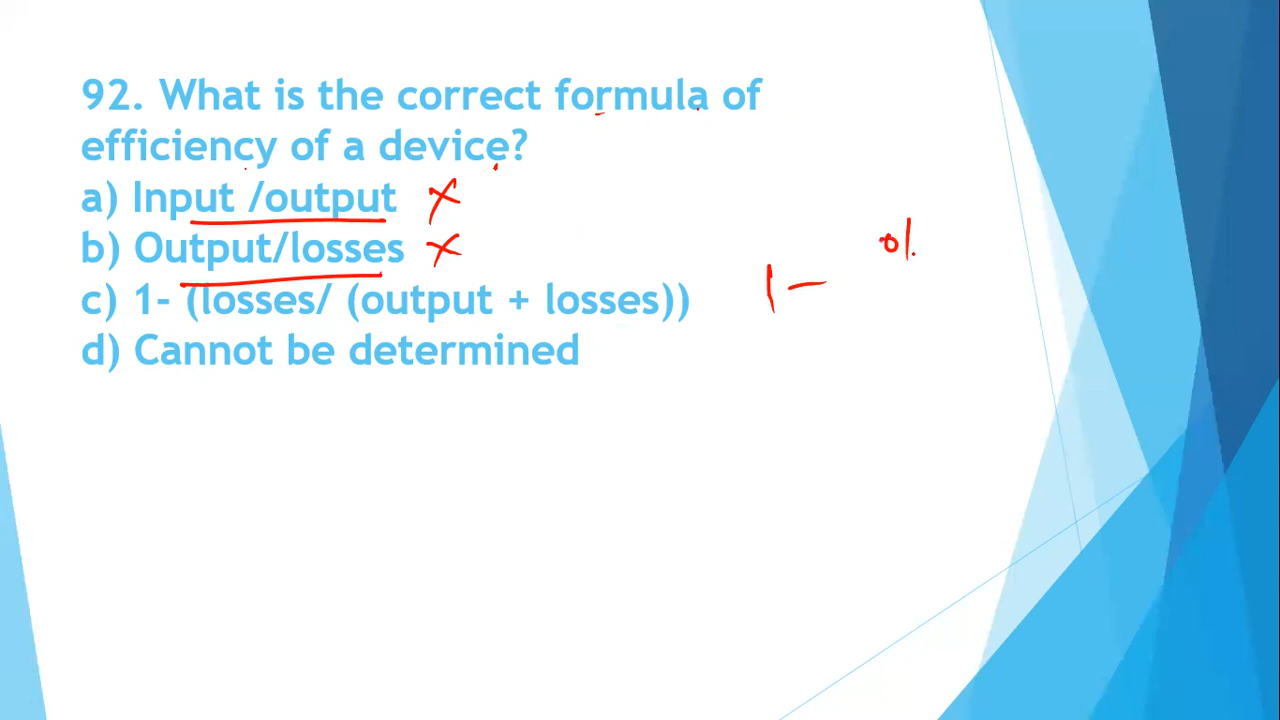 92. What is the correct formula of
efficiency of a device?
a) Input /output ✗
b) Output/losses ✗
%
c) 1- (losses/ (output + losses)) 1-
d) Cannot be determined